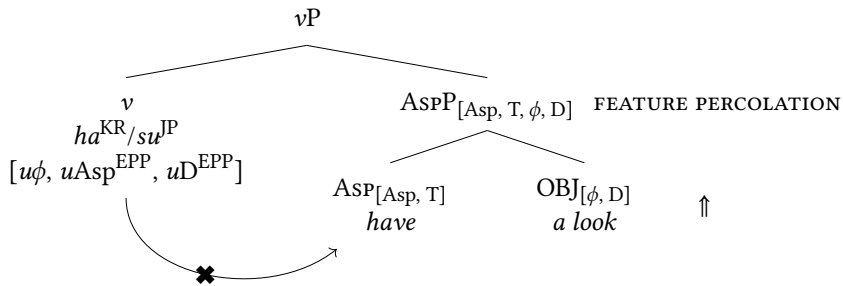 vP
v
AspP[Asp, T, ϕ, D] FEATURE PERCOLATION
ha^KR/su^JP
[uϕ, uAsp^EPP, uD^EPP]
Asp[Asp, T] OBJ[ϕ, D] ⇑
have a look
✖